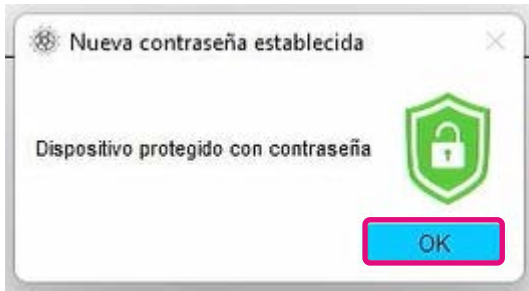 Nueva contraseña establecida
Dispositivo protegido con contraseña
OK